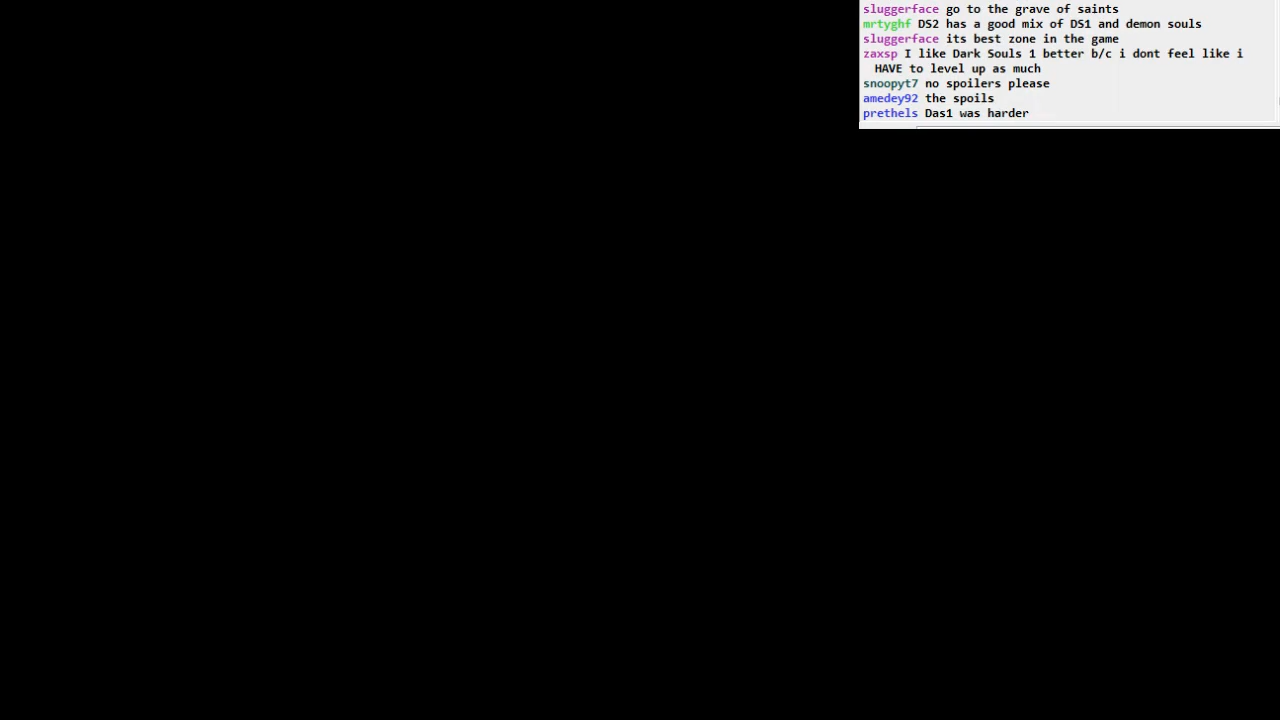 sluggerface go to the grave of saints
mrtyghf DS2 has a good mix of DS1 and demon souls
sluggerface its best zone in the game
zaxsp I like Dark Souls 1 better b/c i dont feel like i
HAVE to level up as much
snoopyt7 no spoilers please
amedey92 the spoils
prethels Das1 was harder